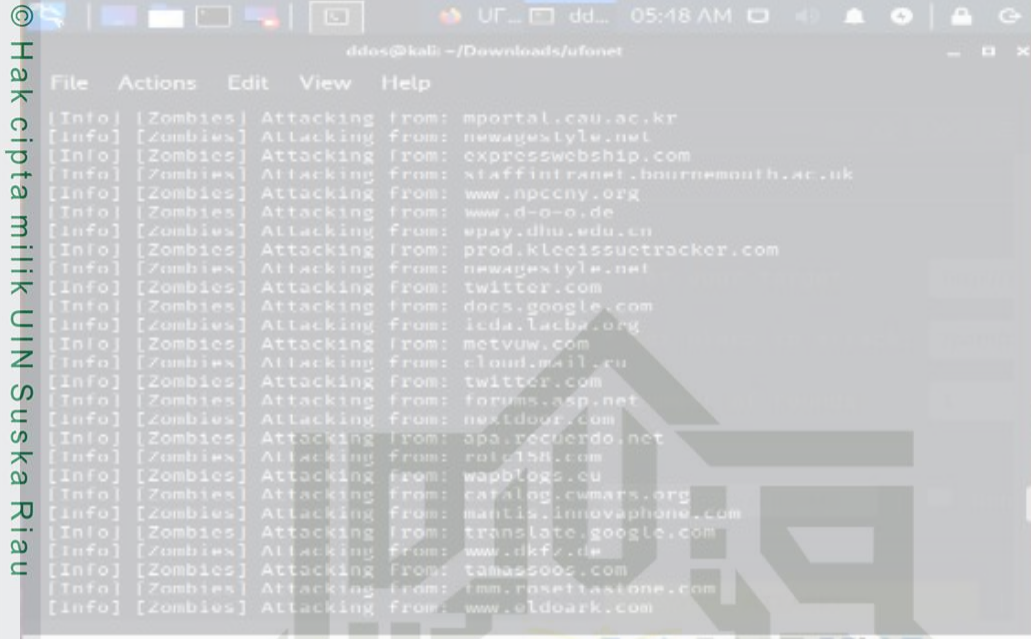 © Hak cipta milik UIN Suska Riau
UF... dd... 05:48 AM
ddos@kali: ~/Downloads/ufonet
File Actions Edit View Help
[Info] [Zombies] Attacking from: mportal.cau.ac.kr
[Info] [Zombies] Attacking from: newagestyle.net
[Info] [Zombies] Attacking from: expresswebship.com
[Info] [Zombies] Attacking from: staffintranet.bournemouth.ac.uk
[Info] [Zombies] Attacking from: www.npccny.org
[Info] [Zombies] Attacking from: www.d-o-o.de
[Info] [Zombies] Attacking from: epay.dhu.edu.cn
[Info] [Zombies] Attacking from: prod.kleeissuetracker.com
[Info] [Zombies] Attacking from: newagestyle.net
[Info] [Zombies] Attacking from: twitter.com
[Info] [Zombies] Attacking from: docs.google.com
[Info] [Zombies] Attacking from: icda.lacba.org
[Info] [Zombies] Attacking from: metvuw.com
[Info] [Zombies] Attacking from: cloud.mail.ru
[Info] [Zombies] Attacking from: twitter.com
[Info] [Zombies] Attacking from: forums.asp.net
[Info] [Zombies] Attacking from: nextdoor.com
[Info] [Zombies] Attacking from: apa.recuerdo.net
[Info] [Zombies] Attacking from:
[Info] [Zombies] Attacking from: wapblogs.eu
[Info] [Zombies] Attacking from: catalog.cwmars.org
[Info] [Zombies] Attacking from: mantis.innovaphone.com
[Info] [Zombies] Attacking from: translate.google.com
[Info] [Zombies] Attacking from: www.dkfz.de
[Info] [Zombies] Attacking from: tamassoos.com
[Info] [Zombies] Attacking from: tmm.rosettastone.com
[Info] [Zombies] Attacking from: www.eldoark.com